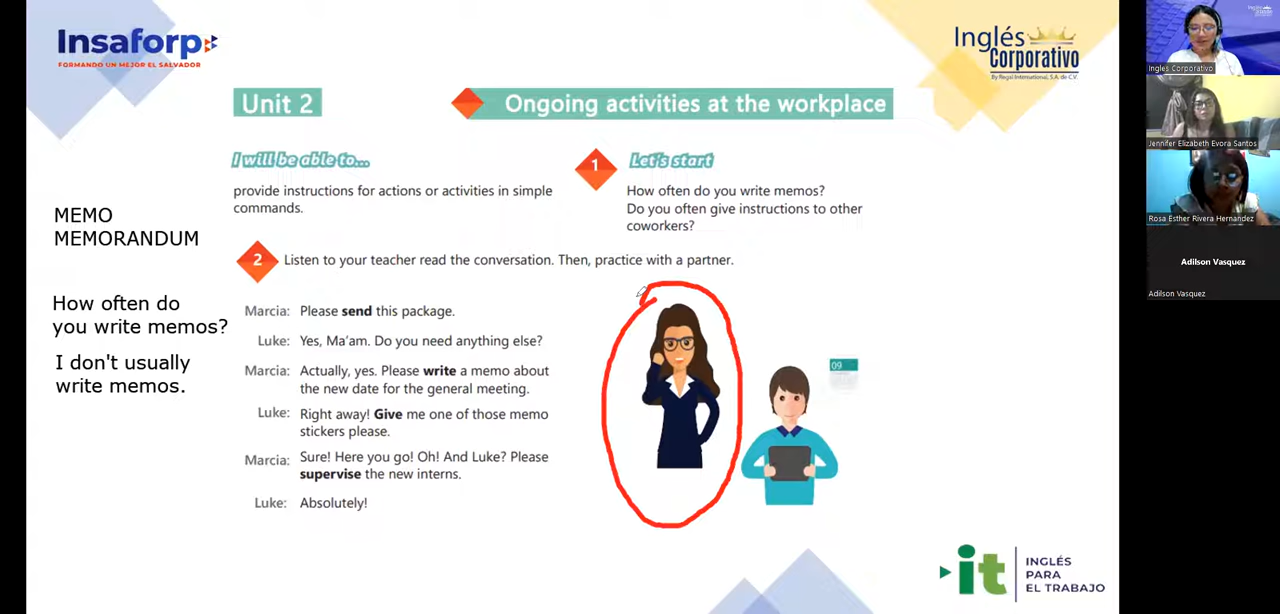 Insaforp
FORMANDO UN MEJOR EL SALVADOR
Inglés
Corporativo
By Regal International, S.A. de C.V.
Unit 2
Ongoing activities at the workplace
I will be able to...
provide instructions for actions or activities in simple
commands.
1
Let's start
How often do you write memos?
Do you often give instructions to other
coworkers?
MEMO
MEMORANDUM
How often do
you write memos?
I don't usually
write memos.
2
Listen to your teacher read the conversation. Then, practice with a partner.
Marcia: Please send this package.
Luke: Yes, Ma'am. Do you need anything else?
Marcia: Actually, yes. Please write a memo about
the new date for the general meeting.
Luke: Right away! Give me one of those memo
stickers please.
Marcia: Sure! Here you go! Oh! And Luke? Please
supervise the new interns.
Luke: Absolutely!
09
it
INGLÉS
PARA
EL TRABAJO
Ingles Corporativo
Jennifer Elizabeth Evora Santos
Rosa Esther Rivera Hernandez
Adilson Vasquez
Adilson Vasquez